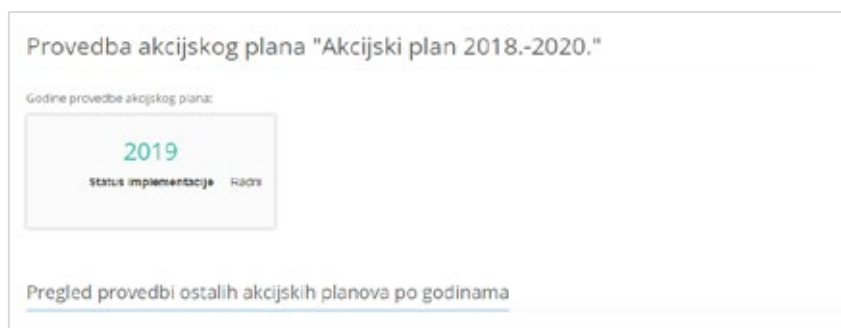 Provedba akcijskog plana "Akcijski plan 2018.-2020."
Godine provedbe akcijskog plana:
2019
Status implementacije Radni
Pregled provedbi ostalih akcijskih planova po godinama